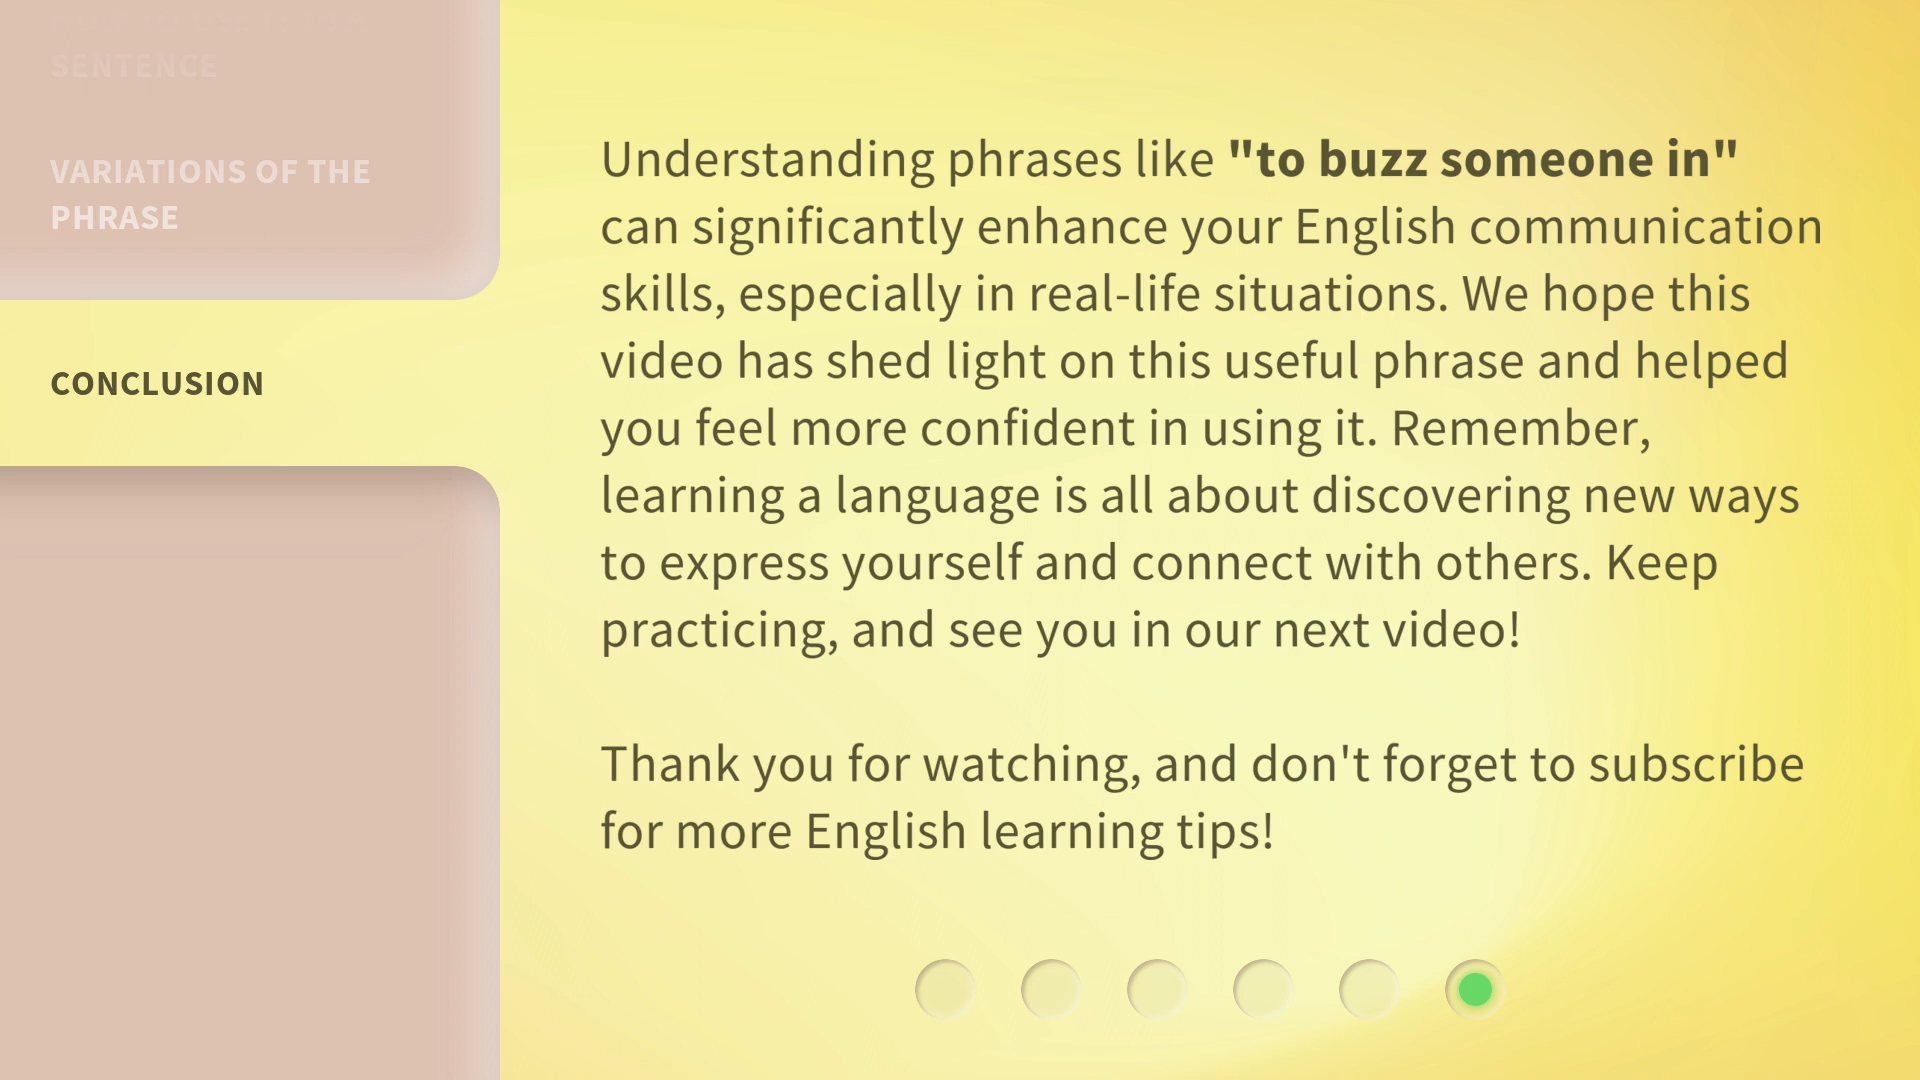 SENTENCE
VARIATIONS OF THE
PHRASE
CONCLUSION
Understanding phrases like "to buzz someone in"
can significantly enhance your English communication
skills, especially in real-life situations. We hope this
video has shed light on this useful phrase and helped
you feel more confident in using it. Remember,
learning a language is all about discovering new ways
to express yourself and connect with others. Keep
practicing, and see you in our next video!
Thank you for watching, and don't forget to subscribe
for more English learning tips!